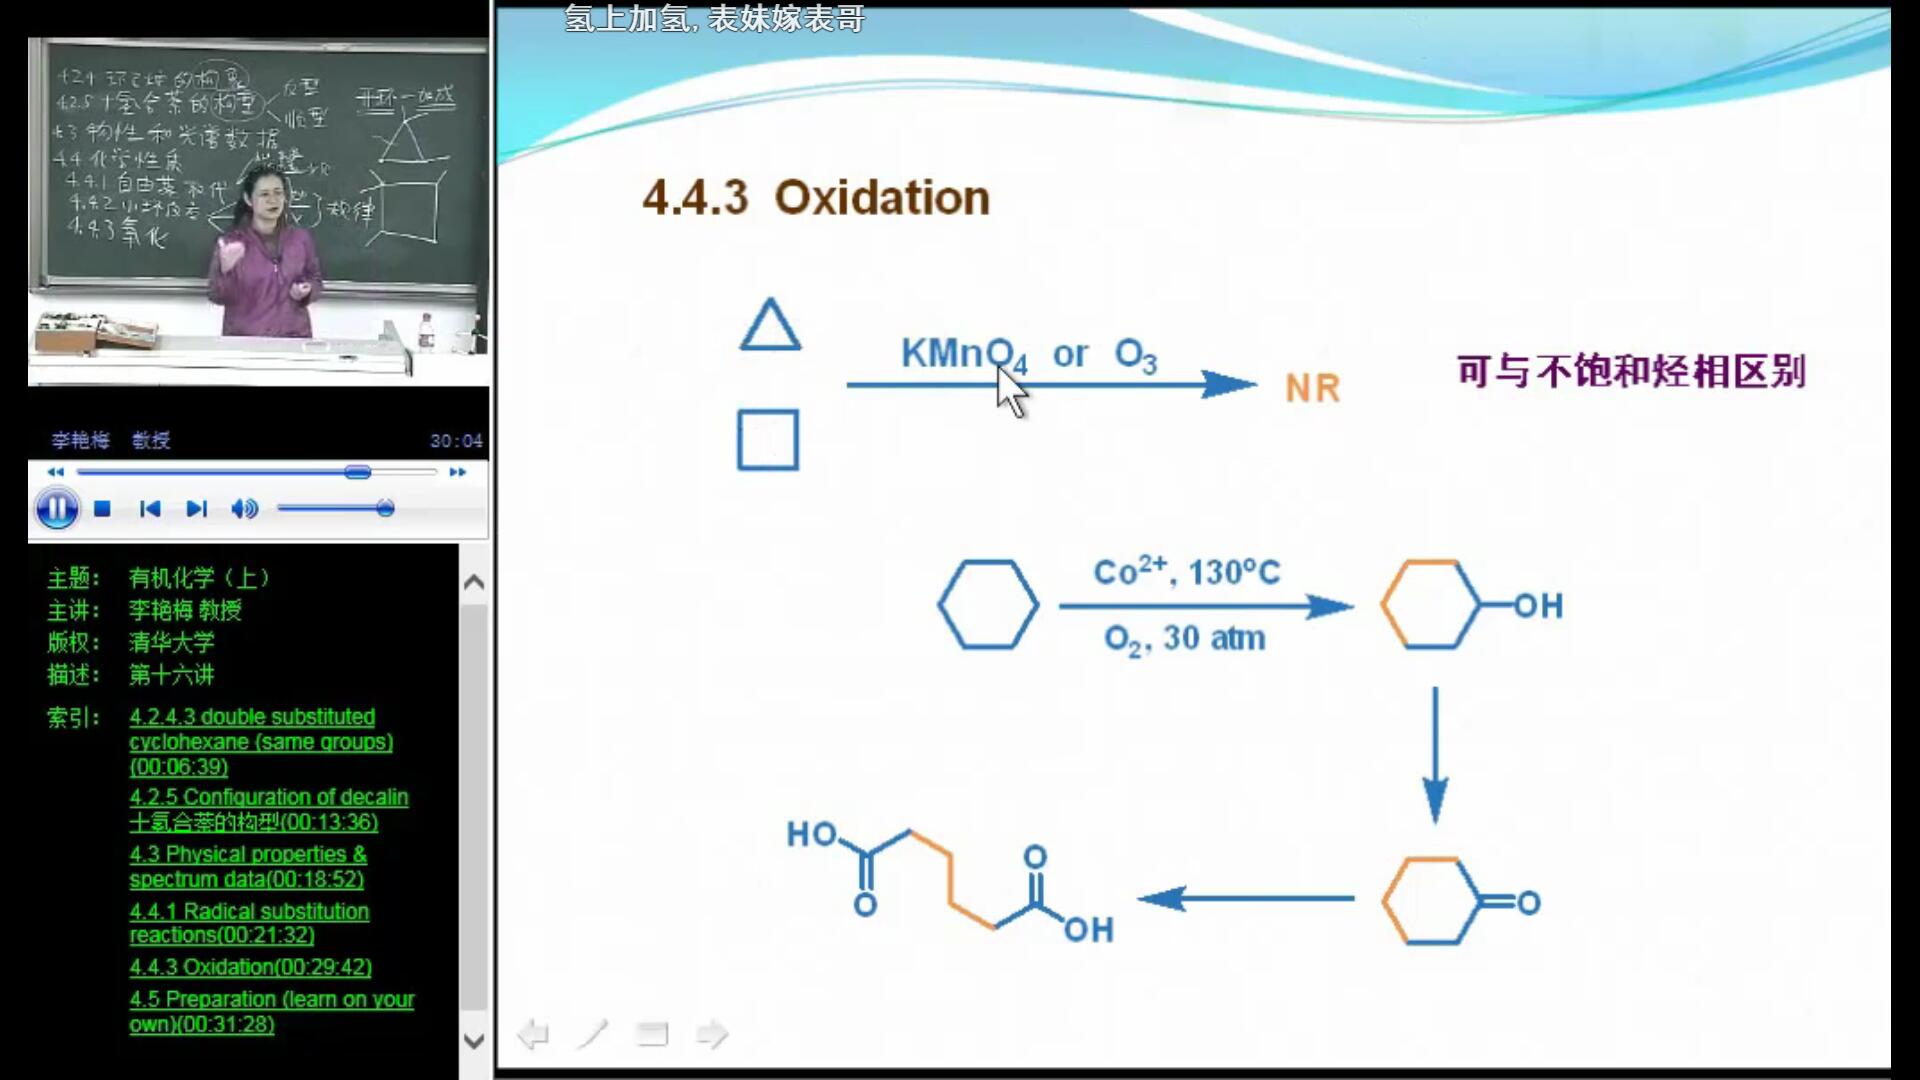 氢上加氢, 表妹嫁表哥
4.2.4 环己烷的构象
4.2.5 十氢合萘的构型
反型
顺型
4.3 物性和光谱数据
4.4 化学性质
4.4.1 自由基取代
4.4.2 小环反应
4.4.3 氧化
规律
开环-加成
李艳梅 教授 30:04
主题: 有机化学(上)
主讲: 李艳梅 教授
版权: 清华大学
描述: 第十六讲
索引: 4.2.4.3 double substituted
cyclohexane (same groups)
(00:06:39)
4.2.5 Configuration of decalin
十氢合萘的构型(00:13:36)
4.3 Physical properties &
spectrum data(00:18:52)
4.4.1 Radical substitution
reactions(00:21:32)
4.4.3 Oxidation(00:29:42)
4.5 Preparation (learn on your
own)(00:31:28)
4.4.3 Oxidation
KMnO₄ or O₃
NR
可与不饱和烃相区别
Co²⁺, 130°C
O₂, 30 atm
OH
O
HO
O
O
OH